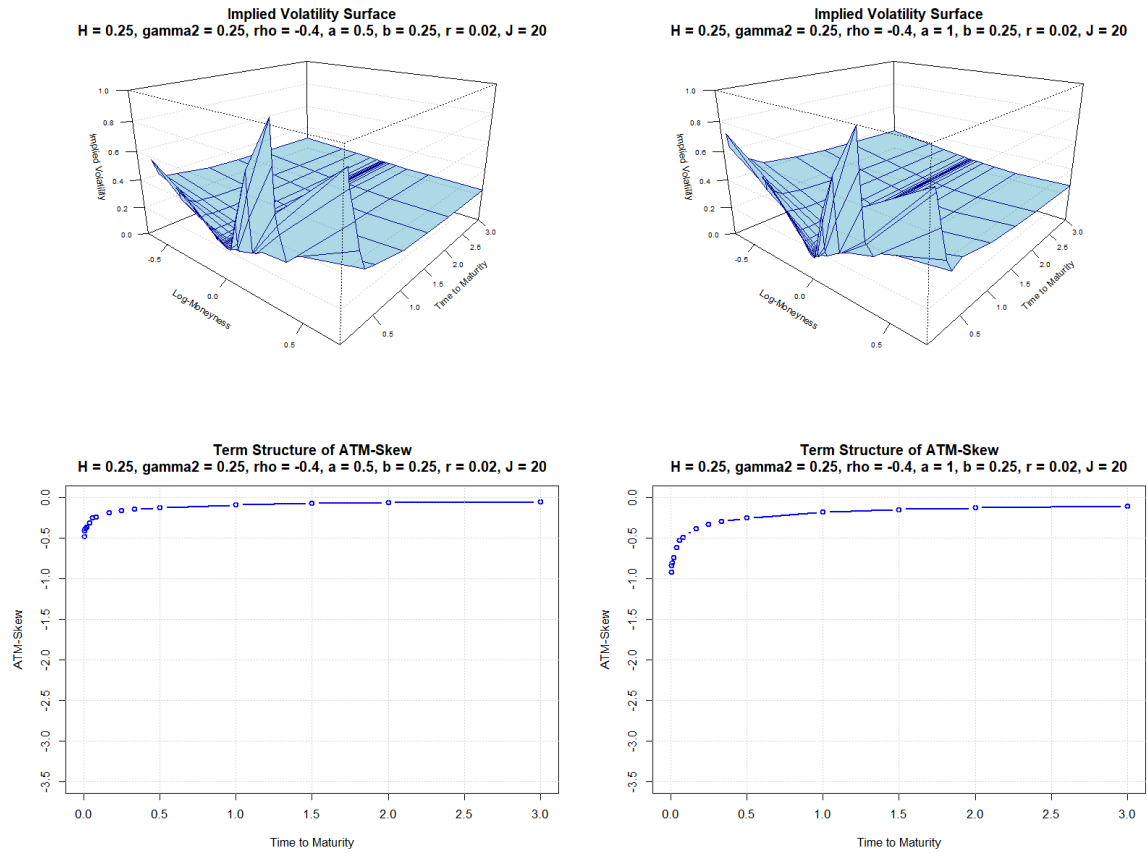 Implied Volatility Surface
H = 0.25, gamma2 = 0.25, rho = -0.4, a = 0.5, b = 0.25, r = 0.02, J = 20
1.0
0.8
0.6
0.4
0.2
0.0
Implied Volatility
-0.5
0.0
0.5
Log-Moneyness
0.5
1.0
1.5
2.0
2.5
3.0
Time to Maturity
Implied Volatility Surface
H = 0.25, gamma2 = 0.25, rho = -0.4, a = 1, b = 0.25, r = 0.02, J = 20
1.0
0.8
0.6
0.4
0.2
0.0
Implied Volatility
-0.5
0.0
0.5
Log-Moneyness
0.5
1.0
1.5
2.0
2.5
3.0
Time to Maturity
Term Structure of ATM-Skew
H = 0.25, gamma2 = 0.25, rho = -0.4, a = 0.5, b = 0.25, r = 0.02, J = 20
0.0
-0.5
-1.0
-1.5
-2.0
-2.5
-3.0
-3.5
ATM-Skew
0.0 0.5 1.0 1.5 2.0 2.5 3.0
Time to Maturity
Term Structure of ATM-Skew
H = 0.25, gamma2 = 0.25, rho = -0.4, a = 1, b = 0.25, r = 0.02, J = 20
0.0
-0.5
-1.0
-1.5
-2.0
-2.5
-3.0
-3.5
ATM-Skew
0.0 0.5 1.0 1.5 2.0 2.5 3.0
Time to Maturity